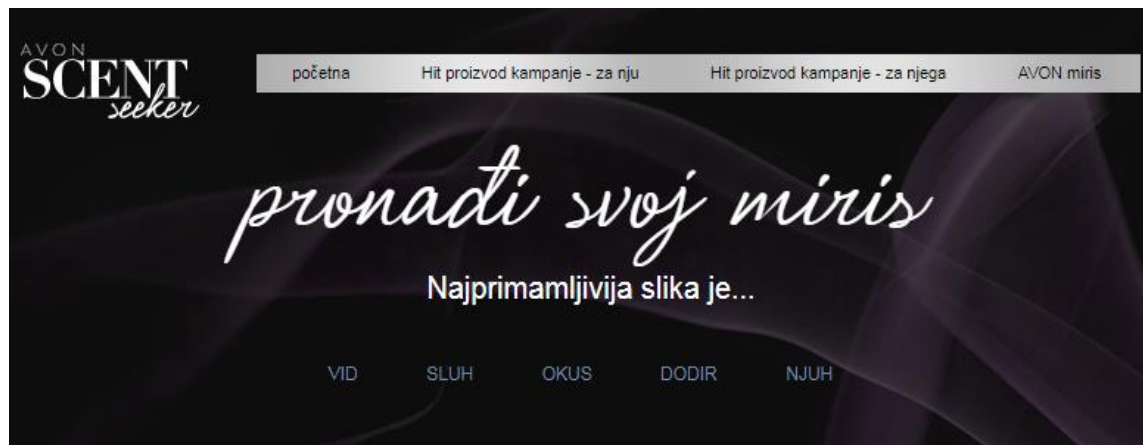 AVON
SCENT
seeker
početna Hit proizvod kampanje - za nju Hit proizvod kampanje - za njega AVON miris
pronađi svoj miris
Najprimamljivija slika je...
VID SLUH OKUS DODIR NJUH